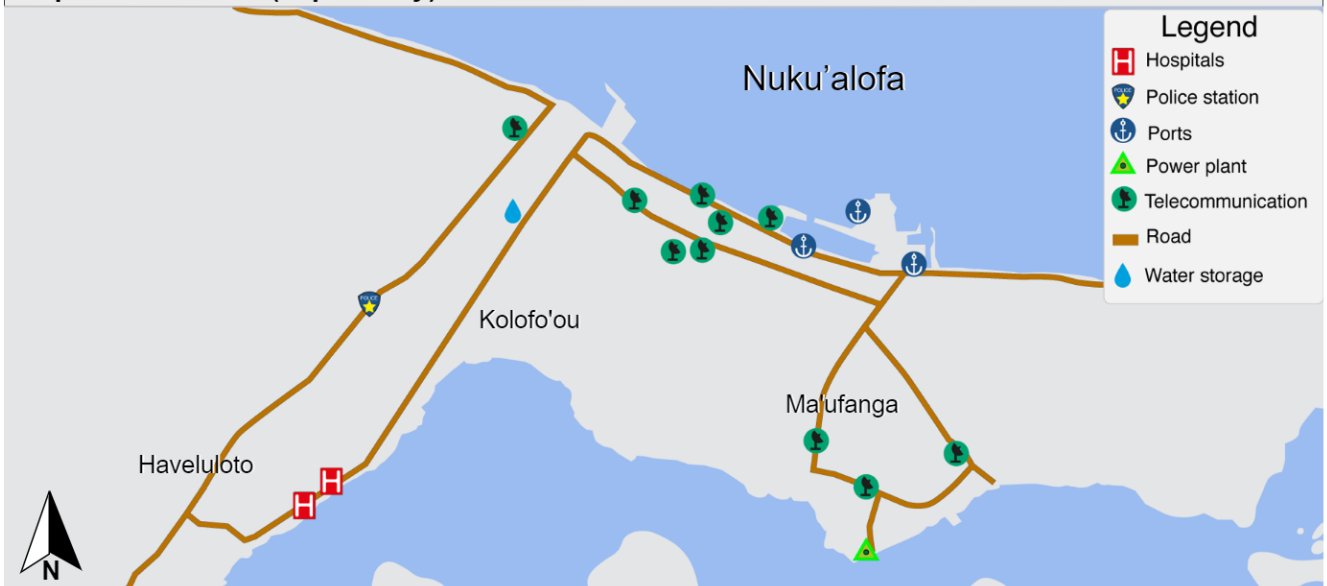 Nuku'alofa
Legend
Hospitals
Police station
Ports
Power plant
Telecommunication
Road
Water storage
Kolofo'ou
Ma'ufanga
Haveluloto
N